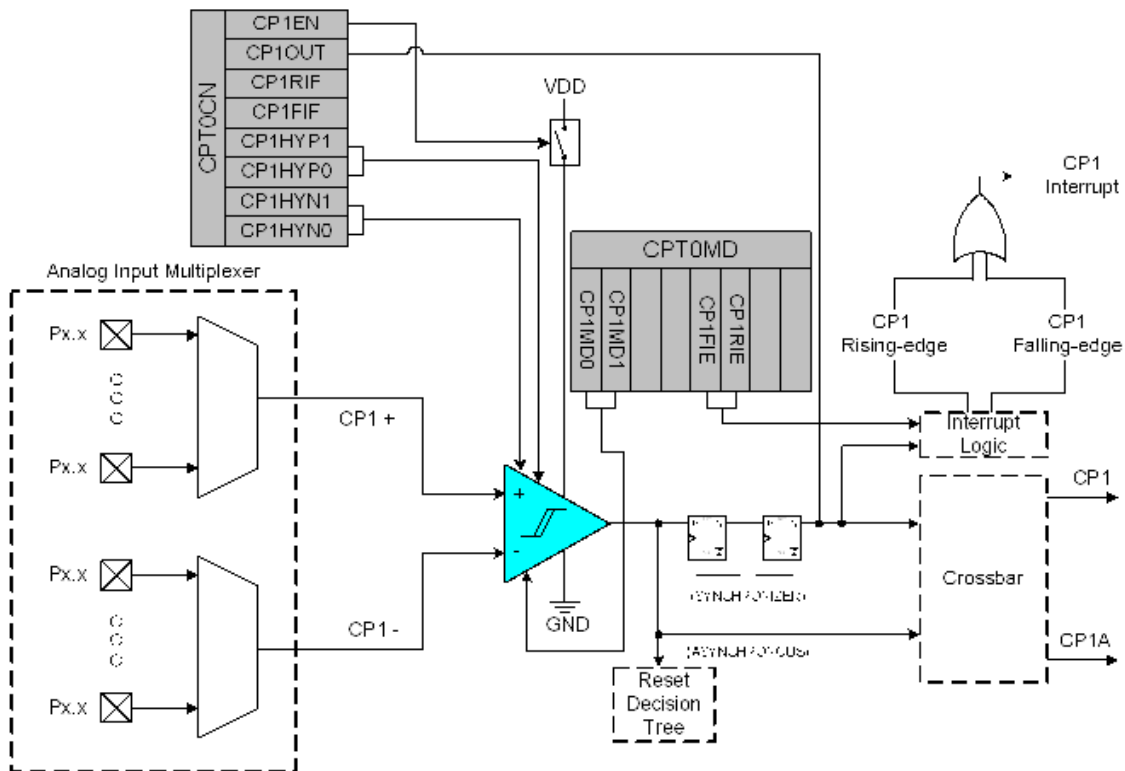 CPT0CN
CP1EN
CP1OUT
CP1RIF
CP1FIF
CP1HYP1
CP1HYP0
CP1HYN1
CP1HYN0
VDD
CP1
Interrupt
CPT0MD
CP1MD0
CP1MD1
CP1FIE
CP1RIE
CP1
Rising-edge
CP1
Falling-edge
Interrupt
Logic
Analog Input Multiplexer
Px.x
Px.x
Px.x
Px.x
CP1 +
CP1 -
+
-
GND
(SYNCHRONIZER)
(ASYNCHRONOUS)
Reset
Decision
Tree
Crossbar
CP1
CP1A